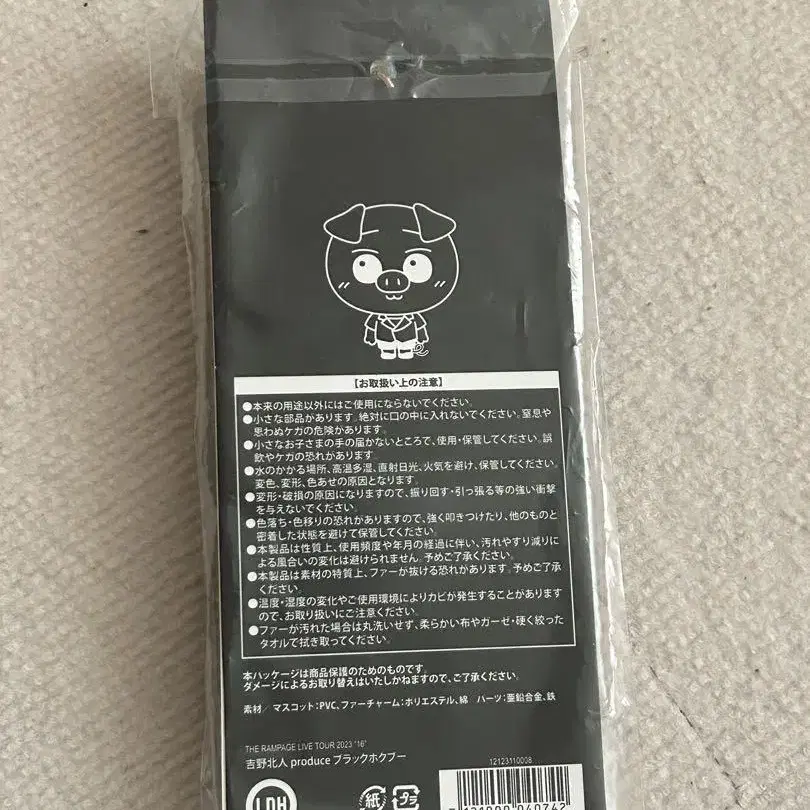 【お取扱い上の注意】
●本来の用途以外にはご使用にならないでください。
●小さな部品があります。絶対に口の中に入れないでください。窒息や
思わぬケガの危険があります。
●小さなお子さまの手の届かないところで、使用・保管してください。誤
飲やケガの恐れがあります。
●水のかかる場所、高温多湿、直射日光、火気を避け、保管してください。
変色、変形、色あせの原因となります。
●変形・破損の原因になりますので、振り回す・引っ張る等の強い衝撃
を与えないでください。
●色落ち・色移りの恐れがありますので、強く叩きつけたり、他のものと
密着した状態を避けて保管してください。
●本製品は性質上、使用頻度や年月の経過に伴い、汚れやすり減りに
よる風合いの変化は避けられません。予めご了承ください。
●本製品は素材の特質上、ファーが抜ける恐れがあります。予めご了承
ください。
●温度・湿度の変化やご使用環境によりカビが発生することがあります
ので、お取り扱いにご注意ください。
●ファーが汚れた場合は丸洗いせず、柔らかい布やガーゼ・硬く絞った
タオルで拭き取ってください。
本パッケージは商品保護のためのものです。
ダメージによるお取り替えはいたしかねますので、ご了承ください。
素材／マスコット：PVC、ファーチャーム：ポリエステル、綿　パーツ：亜鉛合金、鉄
THE RAMPAGE LIVE TOUR 2023 "16"
吉野北人 produce ブラックホクブー
12123110008
LDH
紙
プラ